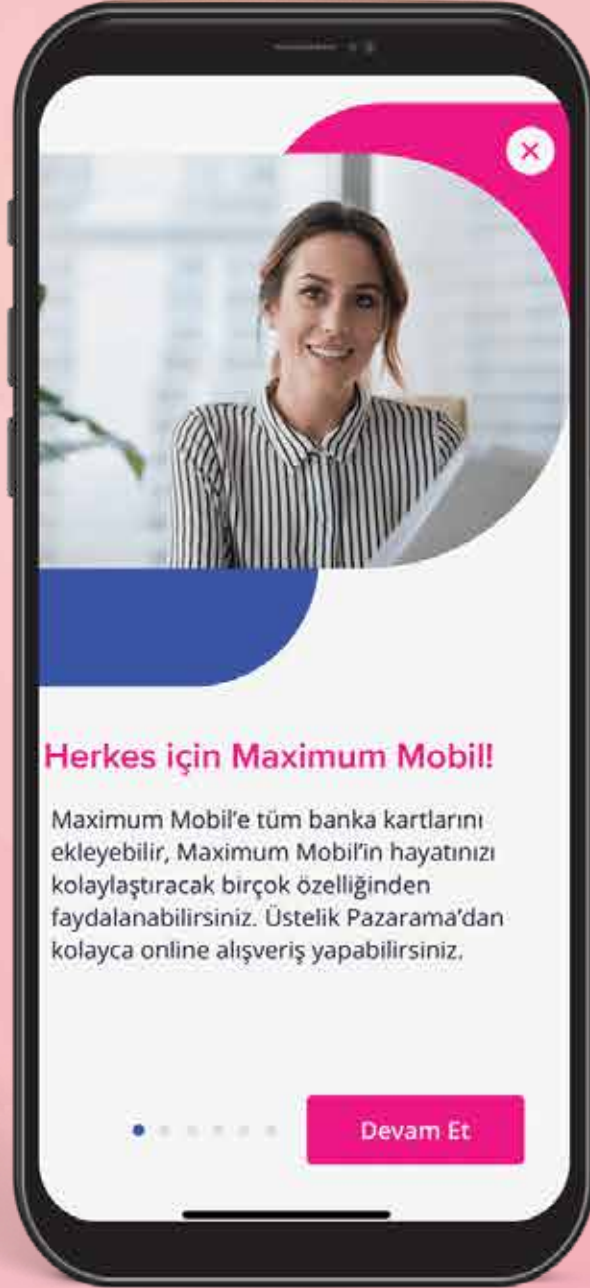 Herkes için Maximum Mobil!
Maximum Mobil'e tüm banka kartlarını
ekleyebilir, Maximum Mobil'in hayatınızı
kolaylaştıracak birçok özelliğinden
faydalanabilirsiniz. Üstelik Pazarama'dan
kolayca online alışveriş yapabilirsiniz.
Devam Et